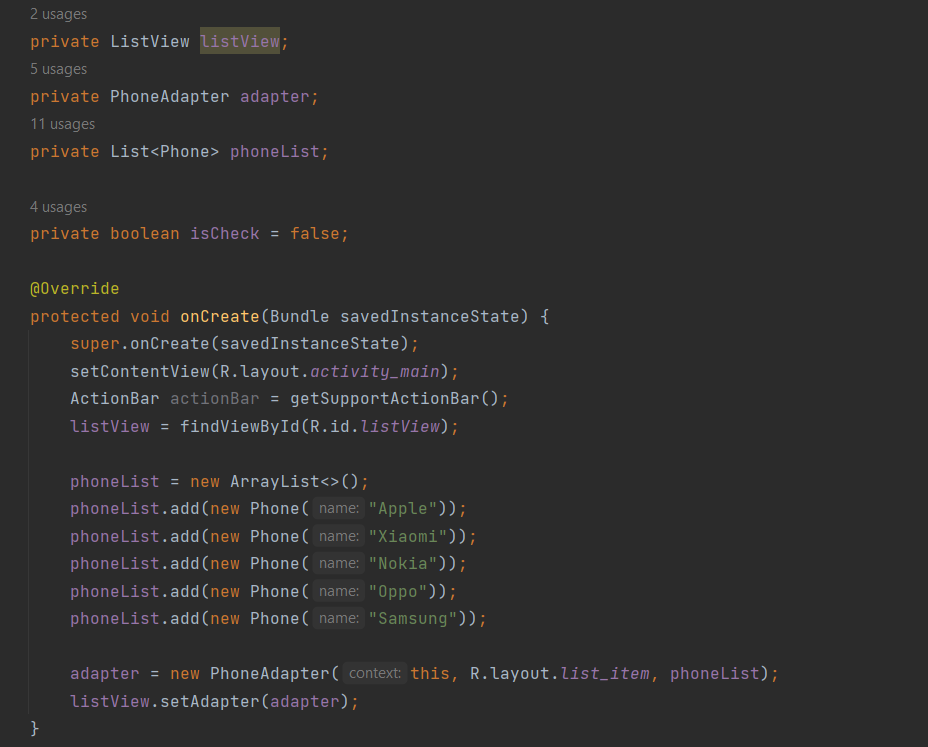 2 usages
private ListView listView;
5 usages
private PhoneAdapter adapter;
11 usages
private List<Phone> phoneList;
4 usages
private boolean isCheck = false;
@Override
protected void onCreate(Bundle savedInstanceState) {
super.onCreate(savedInstanceState);
setContentView(R.layout.activity_main);
ActionBar actionBar = getSupportActionBar();
listView = findViewById(R.id.listView);
phoneList = new ArrayList<>();
phoneList.add(new Phone( name: "Apple"));
phoneList.add(new Phone( name: "Xiaomi"));
phoneList.add(new Phone( name: "Nokia"));
phoneList.add(new Phone( name: "Oppo"));
phoneList.add(new Phone( name: "Samsung"));
adapter = new PhoneAdapter( context: this, R.layout.list_item, phoneList);
listView.setAdapter(adapter);
}